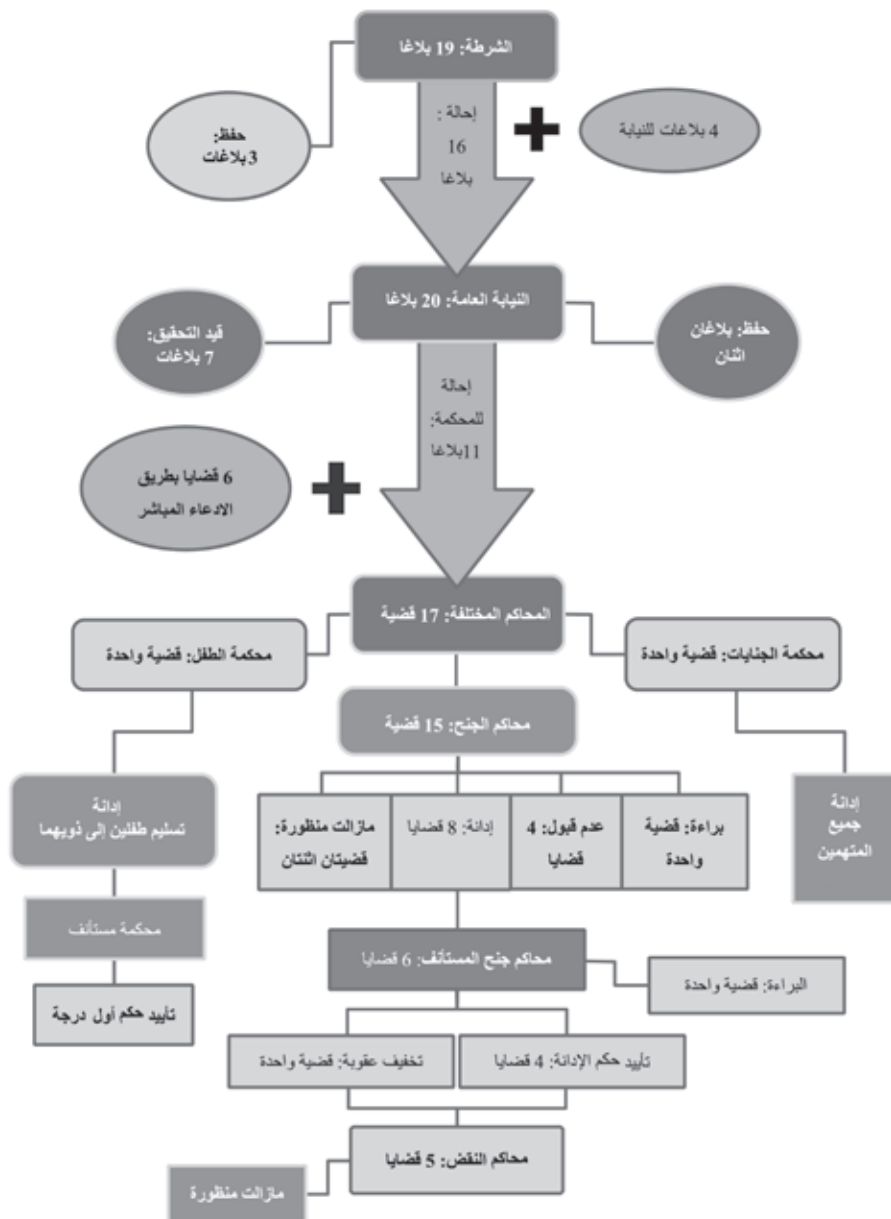 الشرطة: 19 بلاغا
إحالة :
16
بلاغا
4 بلاغات للنيابة
حفظ:
3بلاغات
النيابة العامة: 20 بلاغا
حفظ: بلاغان
اثنان
قيد التحقيق:
7 بلاغات
إحالة
للمحكمة:
11بلاغا
6 قضايا بطريق
الادعاء المباشر
المحاكم المختلفة: 17 قضية
محكمة الجنايات: قضية واحدة
محكمة الطفل: قضية واحدة
محاكم الجنح: 15 قضية
إدانة
جميع
المتهمين
براءة: قضية
واحدة
عدم قبول: 4
قضايا
إدانة: 8 قضايا
مازالت منظورة:
قضيتان اثنتان
إدانة
تسليم طفلين إلى ذويهما
محكمة مستأنف
تأييد حكم أول درجة
محاكم جنح المستأنف: 6 قضايا
البراءة: قضية واحدة
تأييد حكم الإدانة: 4 قضايا
تخفيف عقوبة: قضية واحدة
محاكم النقض: 5 قضايا
مازالت منظورة